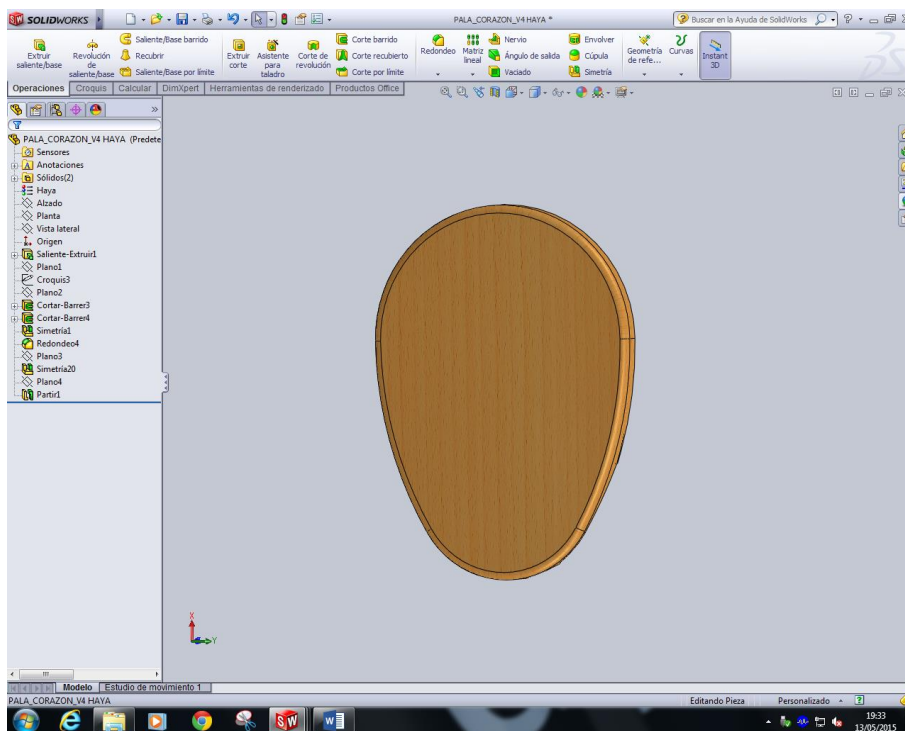 SOLIDWORKS
PALA_CORAZON_V4 HAYA *
Buscar en la Ayuda de SolidWorks
Extruir saliente/base
Revolución de saliente/base
Saliente/Base barrido
Recubrir
Saliente/Base por límite
Extruir corte
Asistente para taladro
Corte de revolución
Corte barrido
Corte recubierto
Corte por límite
Redondeo
Matriz lineal
Nervio
Ángulo de salida
Vaciado
Envolver
Cúpula
Simetría
Geometría de refe...
Curvas
Instant 3D
Operaciones Croquis Calcular DimXpert Herramientas de renderizado Productos Office
PALA_CORAZON_V4 HAYA (Predete
Sensores
Anotaciones
Sólidos(2)
Haya
Alzado
Planta
Vista lateral
Origen
Saliente-Extruir1
Plano1
Croquis3
Plano2
Cortar-Barrer3
Cortar-Barrer4
Simetría1
Redondeo4
Plano3
Simetría20
Plano4
Partir1
X
Y
Modelo Estudio de movimiento 1
PALA_CORAZON_V4 HAYA Editando Pieza Personalizado
19:33
13/05/2015